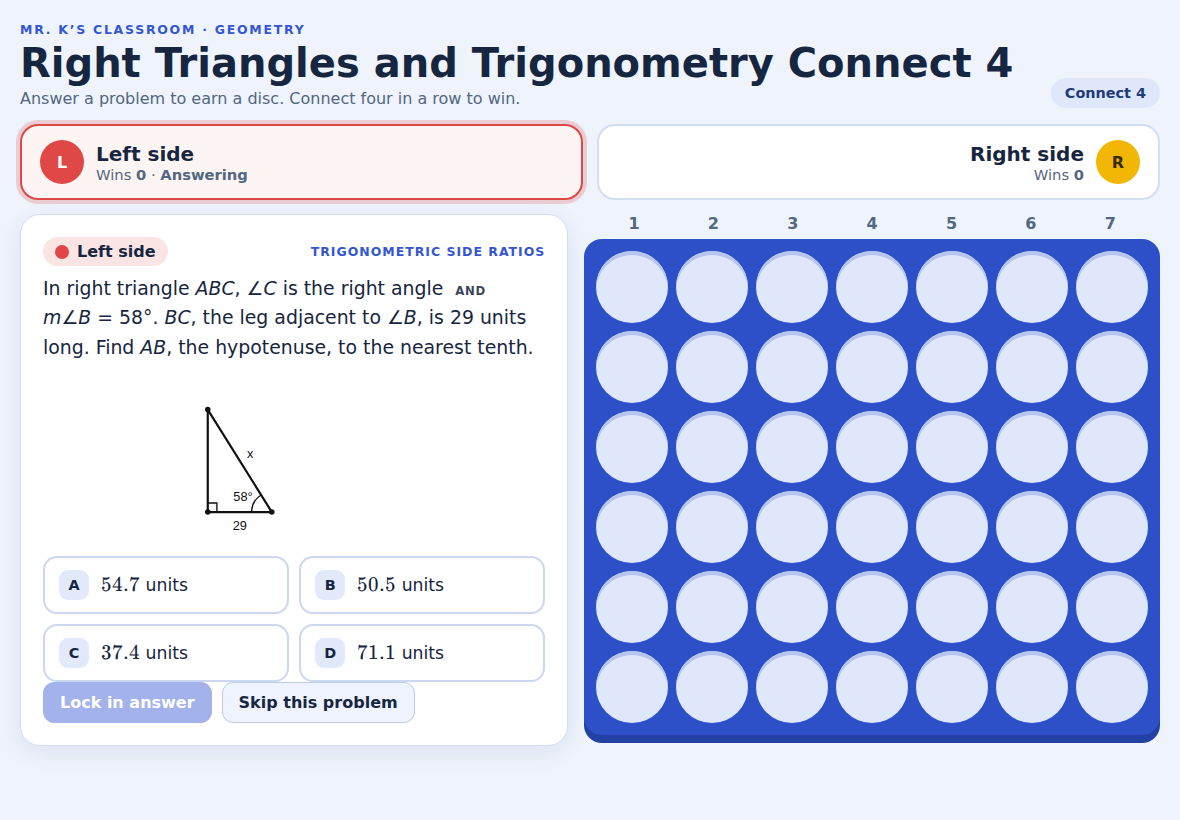 MR. K’S CLASSROOM · GEOMETRY
Right Triangles and Trigonometry Connect 4
Answer a problem to earn a disc. Connect four in a row to win.
Connect 4
L
Left side
Wins 0 · Answering
Right side
Wins 0
R
Left side
TRIGONOMETRIC SIDE RATIOS
In right triangle ABC, ∠C is the right angle AND
m∠B = 58°. BC, the leg adjacent to ∠B, is 29 units
long. Find AB, the hypotenuse, to the nearest tenth.
x
58°
29
A 54.7 units
B 50.5 units
C 37.4 units
D 71.1 units
Lock in answer
Skip this problem
1 2 3 4 5 6 7